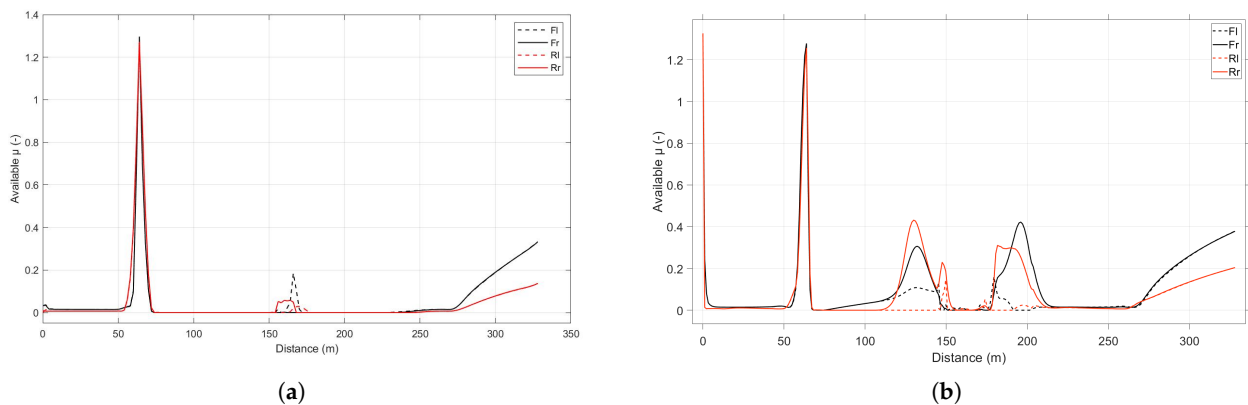 1.4
1.2
1
0.8
0.6
0.4
0.2
0
Available μ (-)
0 50 100 150 200 250 300 350
Distance (m)
Fl
Fr
Rl
Rr
(a)
1.2
1
0.8
0.6
0.4
0.2
0
Available μ (-)
0 50 100 150 200 250 300
Distance (m)
Fl
Fr
Rl
Rr
(b)